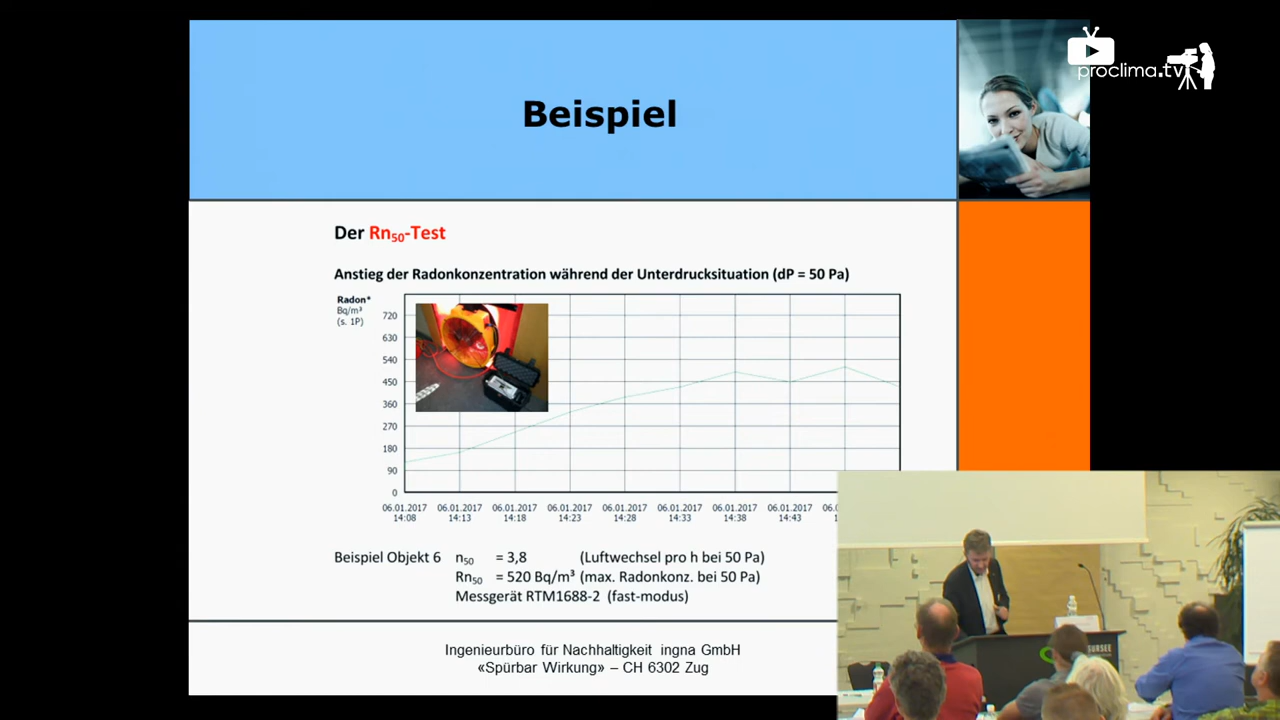 proclima.tv
Beispiel
Der Rn50-Test
Anstieg der Radonkonzentration während der Unterdrucksituation (dP = 50 Pa)
Radon*
Bq/m³
(s. 1P)
720
630
540
450
360
270
180
90
0
06.01.2017 06.01.2017 06.01.2017 06.01.2017 06.01.2017 06.01.2017 06.01.2017 06.01.2017
14:08 14:13 14:18 14:23 14:28 14:33 14:38 14:43
Beispiel Objekt 6 n50 = 3,8 (Luftwechsel pro h bei 50 Pa)
Rn50 = 520 Bq/m³ (max. Radonkonz. bei 50 Pa)
Messgerät RTM1688-2 (fast-modus)
Ingenieurbüro für Nachhaltigkeit ingna GmbH
«Spürbar Wirkung» – CH 6302 Zug